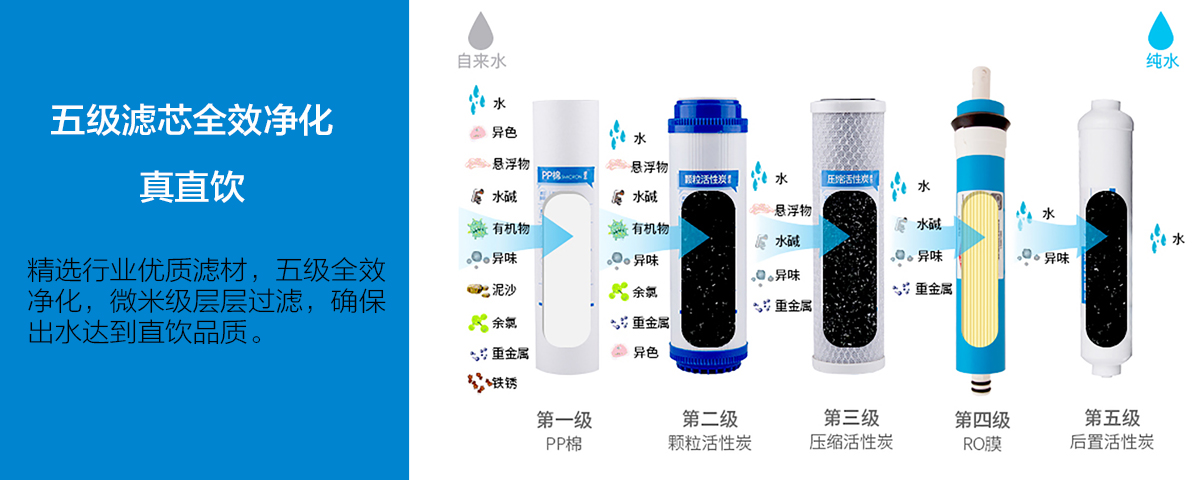 五级滤芯全效净化
真直饮
精选行业优质滤材，五级全效
净化，微米级层层过滤，确保
出水达到直饮品质。
自来水
纯水
水
异色
悬浮物
水碱
有机物
异味
泥沙
余氯
重金属
铁锈
PP棉
水
悬浮物
水碱
有机物
异味
余氯
重金属
异色
颗粒活性炭
水
悬浮物
水碱
异味
重金属
压缩活性炭
水
水碱
异味
重金属
水
异味
水
第一级
PP棉
第二级
颗粒活性炭
第三级
压缩活性炭
第四级
RO膜
第五级
后置活性炭